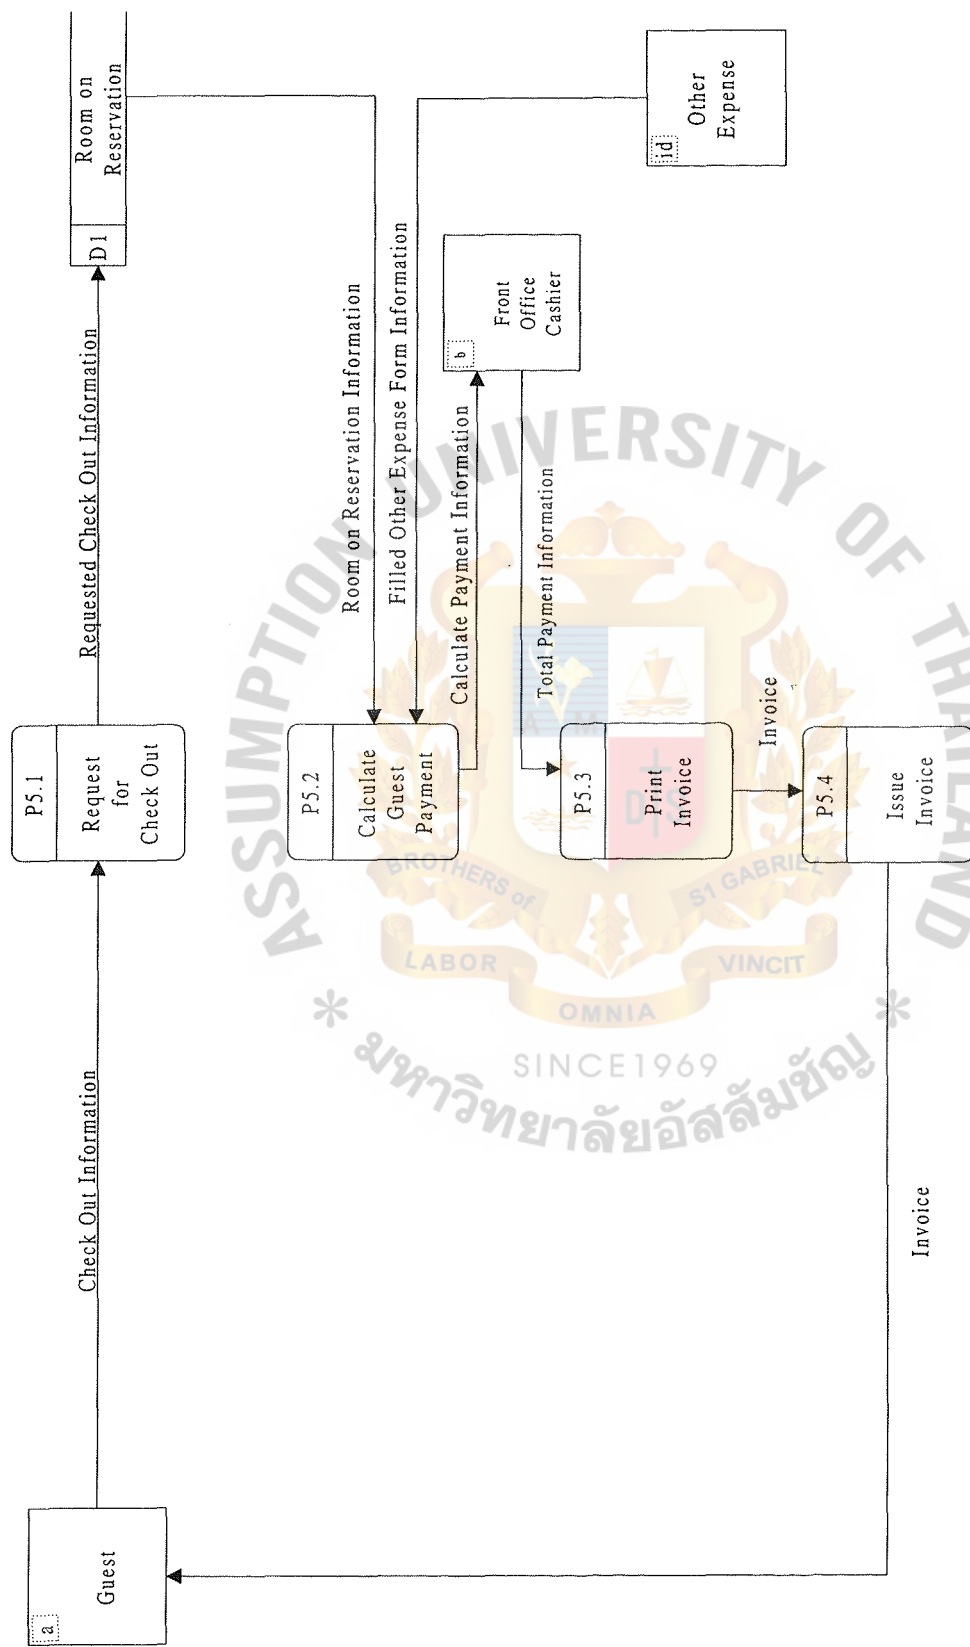 a
Guest
Check Out Information
P5.1
Request
for
Check Out
Requested Check Out Information
D1
Room on
Reservation
P5.2
Calculate
Guest
Payment
Room on Reservation Information
Filled Other Expense Form Information
Calculate Payment Information
b
Front
Office
Cashier
id
Other
Expense
Total Payment Information
P5.3
Print
Invoice
Invoice
P5.4
Issue
Invoice
Invoice
ASSUMPTION UNIVERSITY OF THAILAND
A M
D S
BROTHERS of
S1 GABRIEL
LABOR
OMNIA
VINCIT
SINCE1969
* มหาวิทยาลัยอัสสัมชัญ *